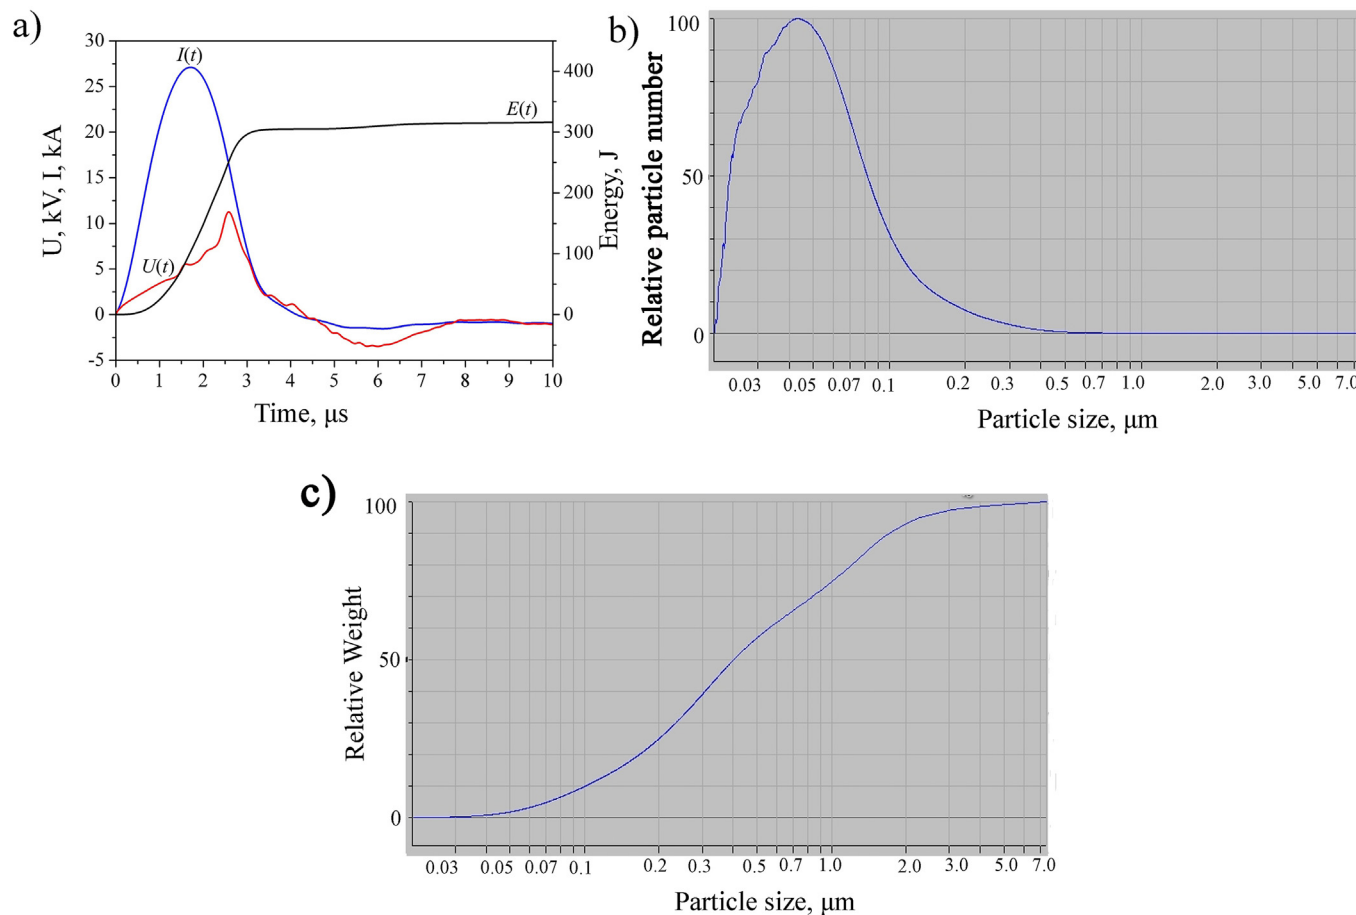 a)
30
25
20
15
10
5
0
-5
U, kV, I, kA
I(t)
U(t)
E(t)
400
300
200
100
0
Energy, J
0 1 2 3 4 5 6 7 8 9 10
Time, μs
b)
Relative particle number
100
50
0
0.03 0.05 0.07 0.1 0.2 0.3 0.5 0.7 1.0 2.0 3.0 5.0 7.0
Particle size, μm
c)
Relative Weight
100
50
0
0.03 0.05 0.07 0.1 0.2 0.3 0.5 0.7 1.0 2.0 3.0 5.0 7.0
Particle size, μm